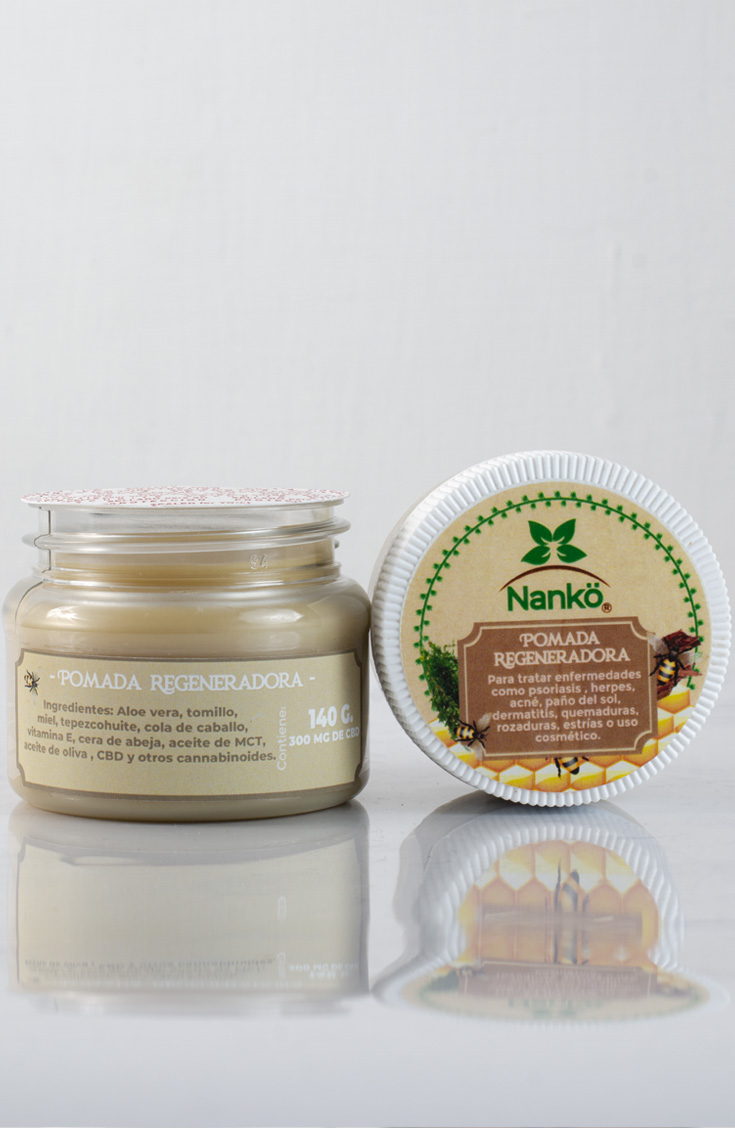 - POMADA REGENERADORA -
Ingredientes: Aloe vera, tomillo,
miel, tepezcohuite, cola de caballo,
vitamina E, cera de abeja, aceite de MCT,
aceite de oliva , CBD y otros cannabinoides.
Contiene:
140 G.
300 MG DE CBD
Nankö®
POMADA
REGENERADORA
Para tratar enfermedades
como psoriasis , herpes,
acné, paño del sol,
dermatitis, quemaduras,
rozaduras, estrías o uso
cosmético.